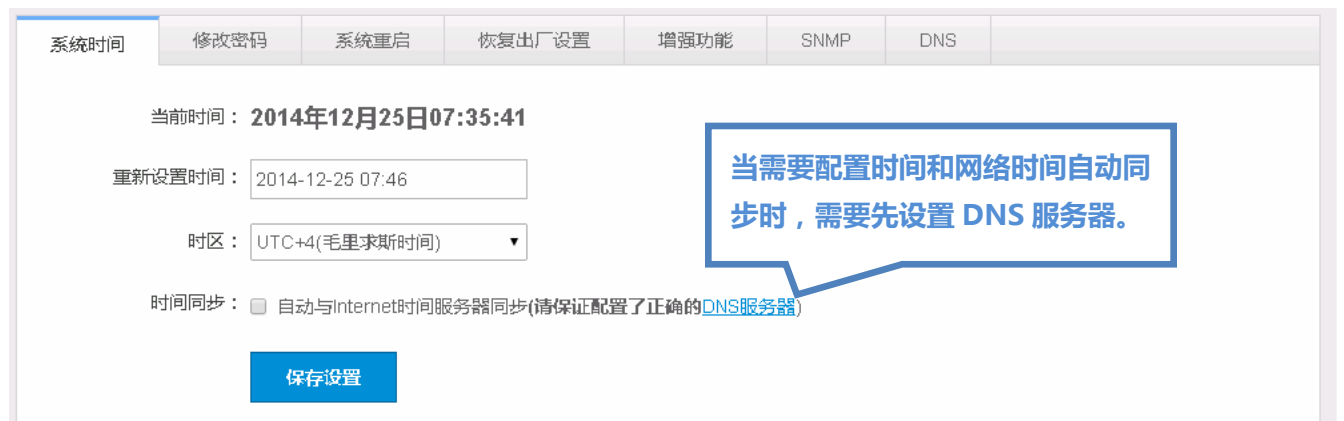 系统时间 修改密码 系统重启 恢复出厂设置 增强功能 SNMP DNS
当前时间： 2014年12月25日07:35:41
当需要配置时间和网络时间自动同
步时，需要先设置 DNS 服务器。
重新设置时间： 2014-12-25 07:46
时区： UTC+4(毛里求斯时间)
时间同步： 自动与Internet时间服务器同步(请保证配置了正确的DNS服务器)
保存设置